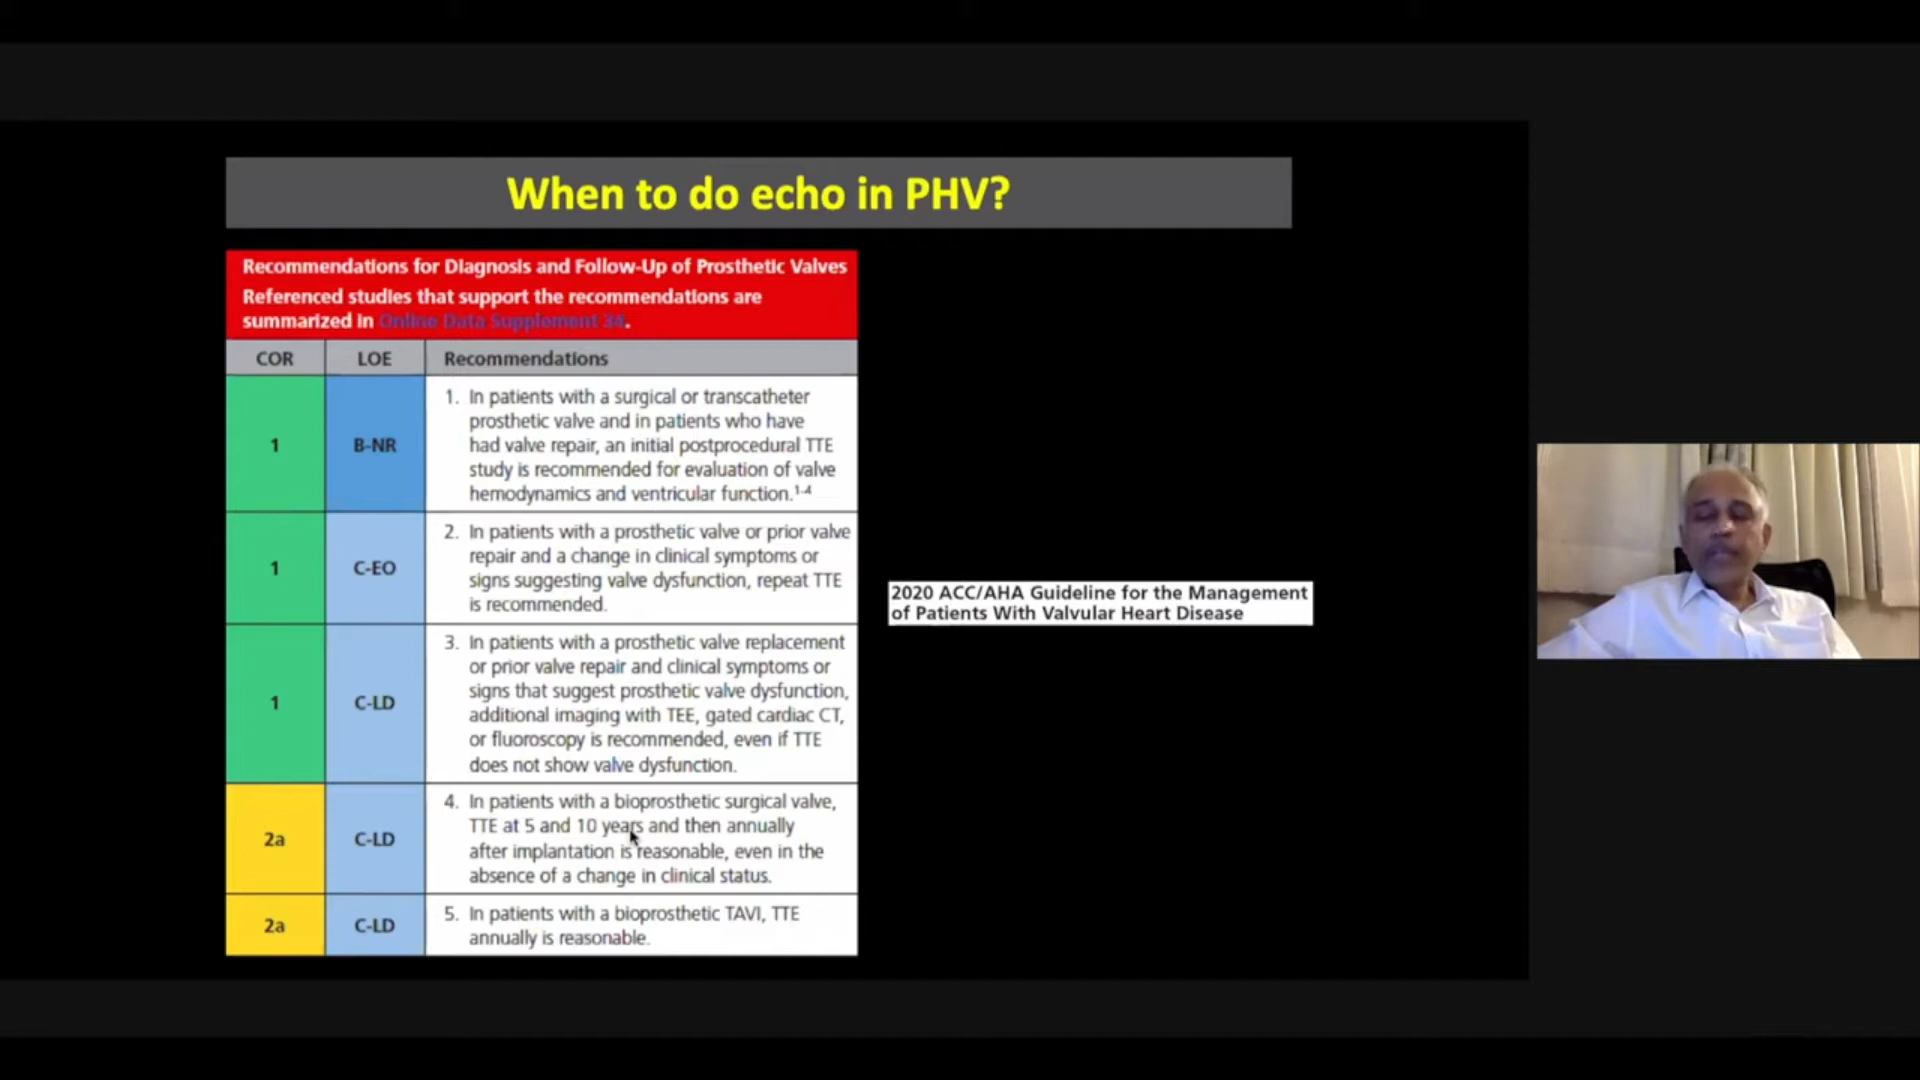 When to do echo in PHV?
Recommendations for Diagnosis and Follow-Up of Prosthetic Valves
Referenced studies that support the recommendations are
summarized in Online Data Supplement 34.
COR LOE Recommendations
1 B-NR 1. In patients with a surgical or transcatheter
prosthetic valve and in patients who have
had valve repair, an initial postprocedural TTE
study is recommended for evaluation of valve
hemodynamics and ventricular function.1-4
1 C-EO 2. In patients with a prosthetic valve or prior valve
repair and a change in clinical symptoms or
signs suggesting valve dysfunction, repeat TTE
is recommended.
1 C-LD 3. In patients with a prosthetic valve replacement
or prior valve repair and clinical symptoms or
signs that suggest prosthetic valve dysfunction,
additional imaging with TEE, gated cardiac CT,
or fluoroscopy is recommended, even if TTE
does not show valve dysfunction.
2a C-LD 4. In patients with a bioprosthetic surgical valve,
TTE at 5 and 10 years and then annually
after implantation is reasonable, even in the
absence of a change in clinical status.
2a C-LD 5. In patients with a bioprosthetic TAVI, TTE
annually is reasonable.
2020 ACC/AHA Guideline for the Management
of Patients With Valvular Heart Disease